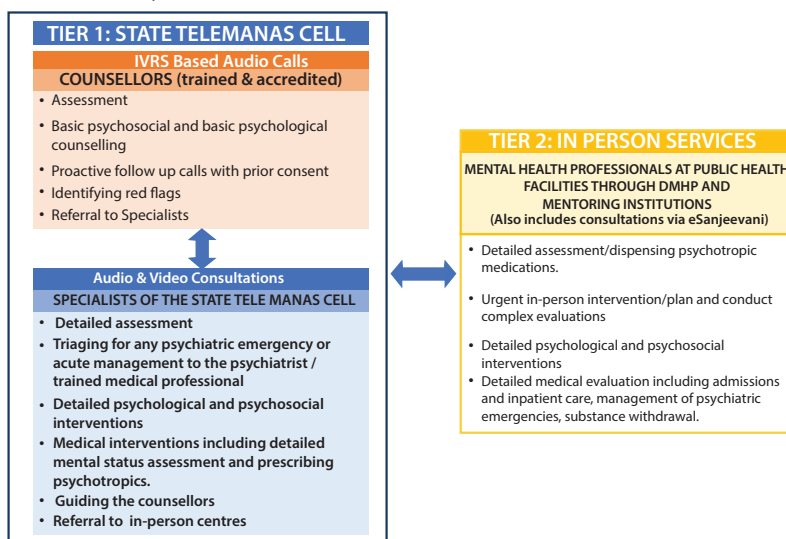 TIER 1: STATE TELEMANAS CELL
IVRS Based Audio Calls
COUNSELLORS (trained & accredited)
• Assessment
• Basic psychosocial and basic psychological
counselling
• Proactive follow up calls with prior consent
• Identifying red flags
• Referral to Specialists
Audio & Video Consultations
SPECIALISTS OF THE STATE TELE MANAS CELL
• Detailed assessment
• Triaging for any psychiatric emergency or
acute management to the psychiatrist /
trained medical professional
• Detailed psychological and psychosocial
interventions
• Medical interventions including detailed
mental status assessment and prescribing
psychotropics.
• Guiding the counsellors
• Referral to in-person centres
TIER 2: IN PERSON SERVICES
MENTAL HEALTH PROFESSIONALS AT PUBLIC HEALTH
FACILITIES THROUGH DMHP AND
MENTORING INSTITUTIONS
(Also includes consultations via eSanjeevani)
• Detailed assessment/dispensing psychotropic
medications.
• Urgent in-person intervention/plan and conduct
complex evaluations
• Detailed psychological and psychosocial
interventions
• Detailed medical evaluation including admissions
and inpatient care, management of psychiatric
emergencies, substance withdrawal.